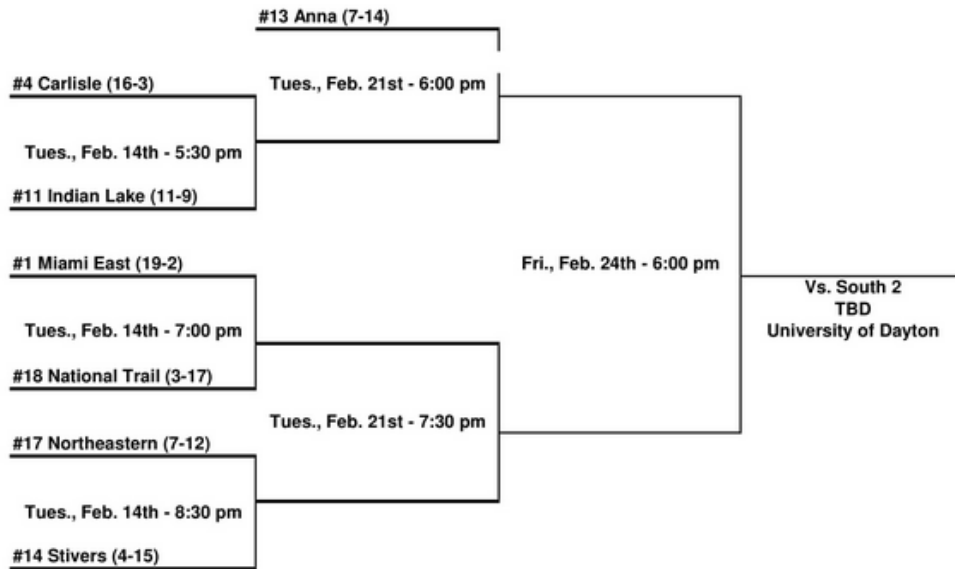 #13 Anna (7-14)
#4 Carlisle (16-3)
Tues., Feb. 21st - 6:00 pm
Tues., Feb. 14th - 5:30 pm
#11 Indian Lake (11-9)
#1 Miami East (19-2)
Fri., Feb. 24th - 6:00 pm
Vs. South 2
TBD
University of Dayton
Tues., Feb. 14th - 7:00 pm
#18 National Trail (3-17)
Tues., Feb. 21st - 7:30 pm
#17 Northeastern (7-12)
Tues., Feb. 14th - 8:30 pm
#14 Stivers (4-15)